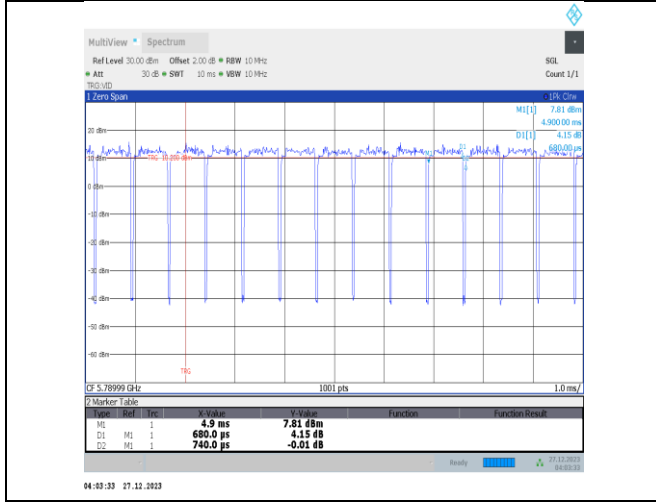 MultiView Spectrum
Ref Level 30.00 dBm Offset 2.00 dB RBW 10 MHz SGL
Att 30 dB SWT 10 ms VBW 10 MHz Count 1/1
TRG:VID
1 Zero Span 1Pk Clrw
M1[1] 7.81 dBm
4.900 00 ms
20 dBm D1[1] 4.15 dB
680.00 µs
D1
10 dBm TRG 10.200 dBm
0 dBm
-10 dBm
-20 dBm
-30 dBm
-40 dBm
-50 dBm
-60 dBm
TRG
CF 5.78999 GHz 1001 pts 1.0 ms/
2 Marker Table
Type Ref Trc X-Value Y-Value Function Function Result
M1 1 4.9 ms 7.81 dBm
D1 M1 1 680.0 µs 4.15 dB
D2 M1 1 740.0 µs -0.01 dB
Ready 27.12.2023
04:03:33
04:03:33 27.12.2023